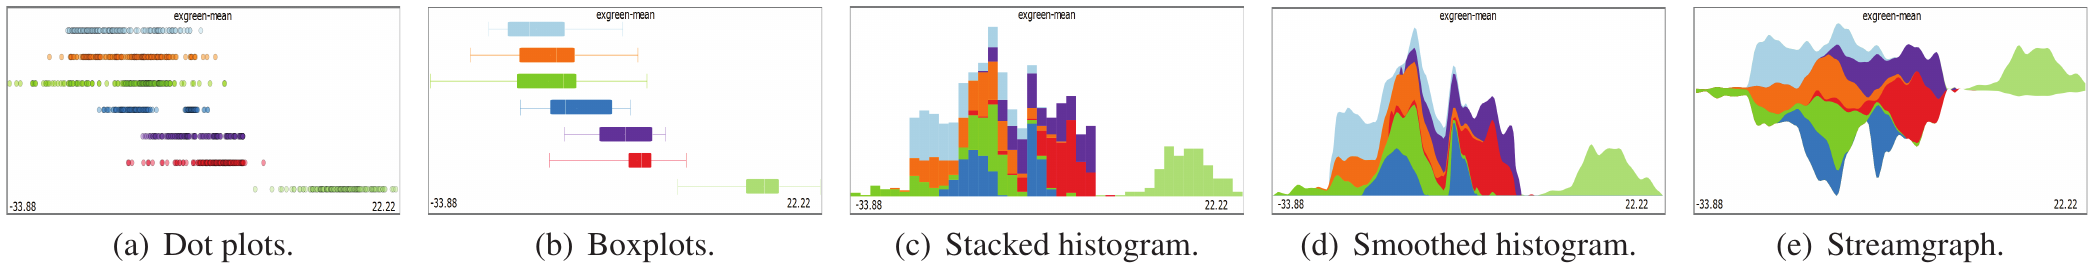 exgreen-mean
-33.88 22.22
(a) Dot plots.
exgreen-mean
-33.88 22.22
(b) Boxplots.
exgreen-mean
-33.88 22.22
(c) Stacked histogram.
exgreen-mean
-33.88 22.22
(d) Smoothed histogram.
exgreen-mean
-33.88 22.22
(e) Streamgraph.